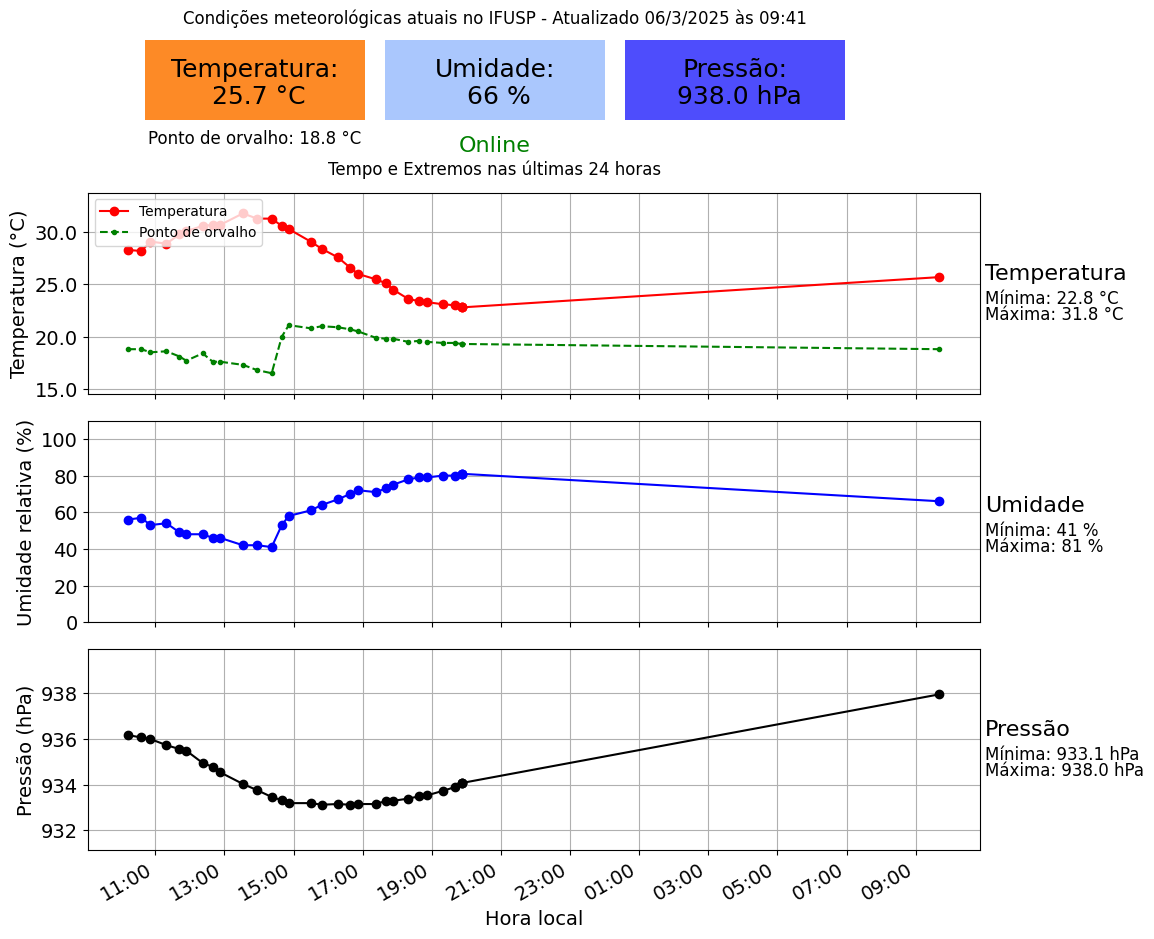 Condições meteorológicas atuais no IFUSP - Atualizado 06/3/2025 às 09:41
Temperatura:
25.7 °C
Umidade:
66 %
Pressão:
938.0 hPa
Ponto de orvalho: 18.8 °C
Online
Tempo e Extremos nas últimas 24 horas
Temperatura (°C)
30.0
25.0
20.0
15.0
Temperatura
Ponto de orvalho
Temperatura
Mínima: 22.8 °C
Máxima: 31.8 °C
Umidade relativa (%)
100
80
60
40
20
0
Umidade
Mínima: 41 %
Máxima: 81 %
Pressão (hPa)
938
936
934
932
Pressão
Mínima: 933.1 hPa
Máxima: 938.0 hPa
11:00
13:00
15:00
17:00
19:00
21:00
23:00
01:00
03:00
05:00
07:00
09:00
Hora local